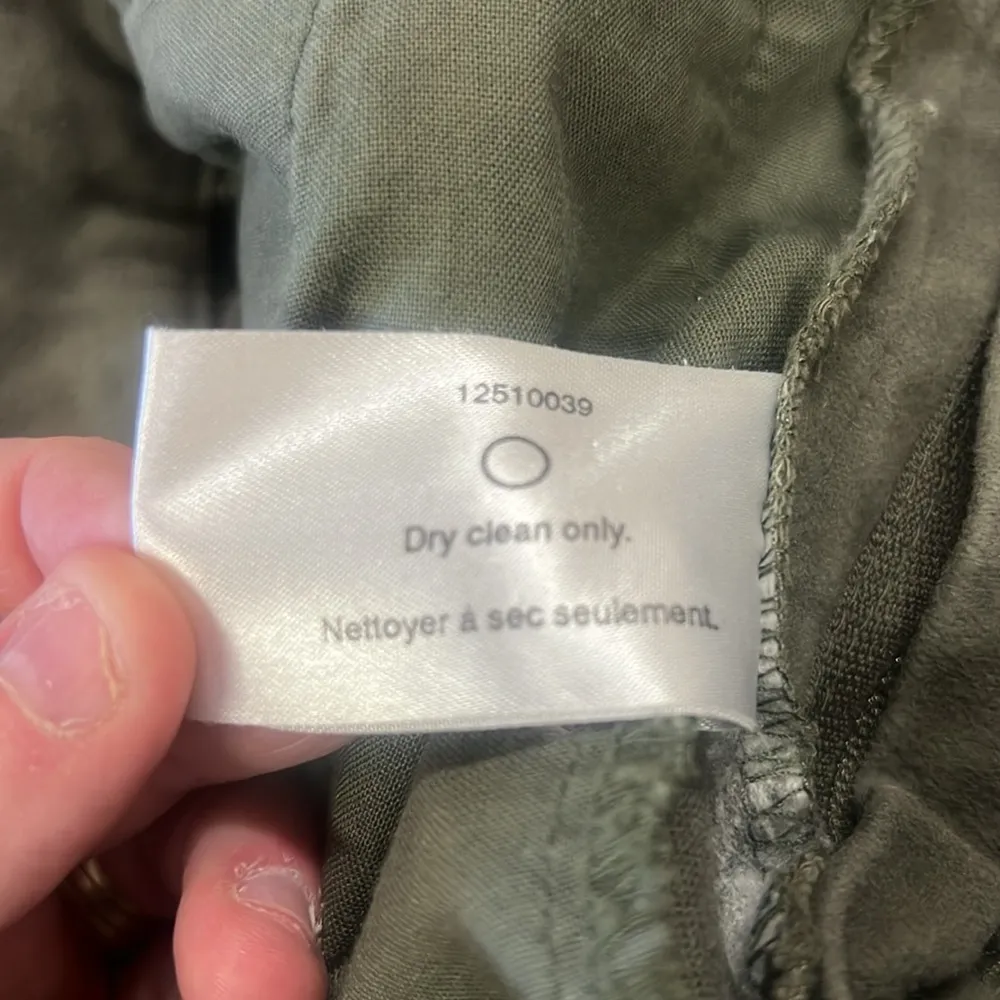 12510039
Dry clean only.
Nettoyer à sec seulement.